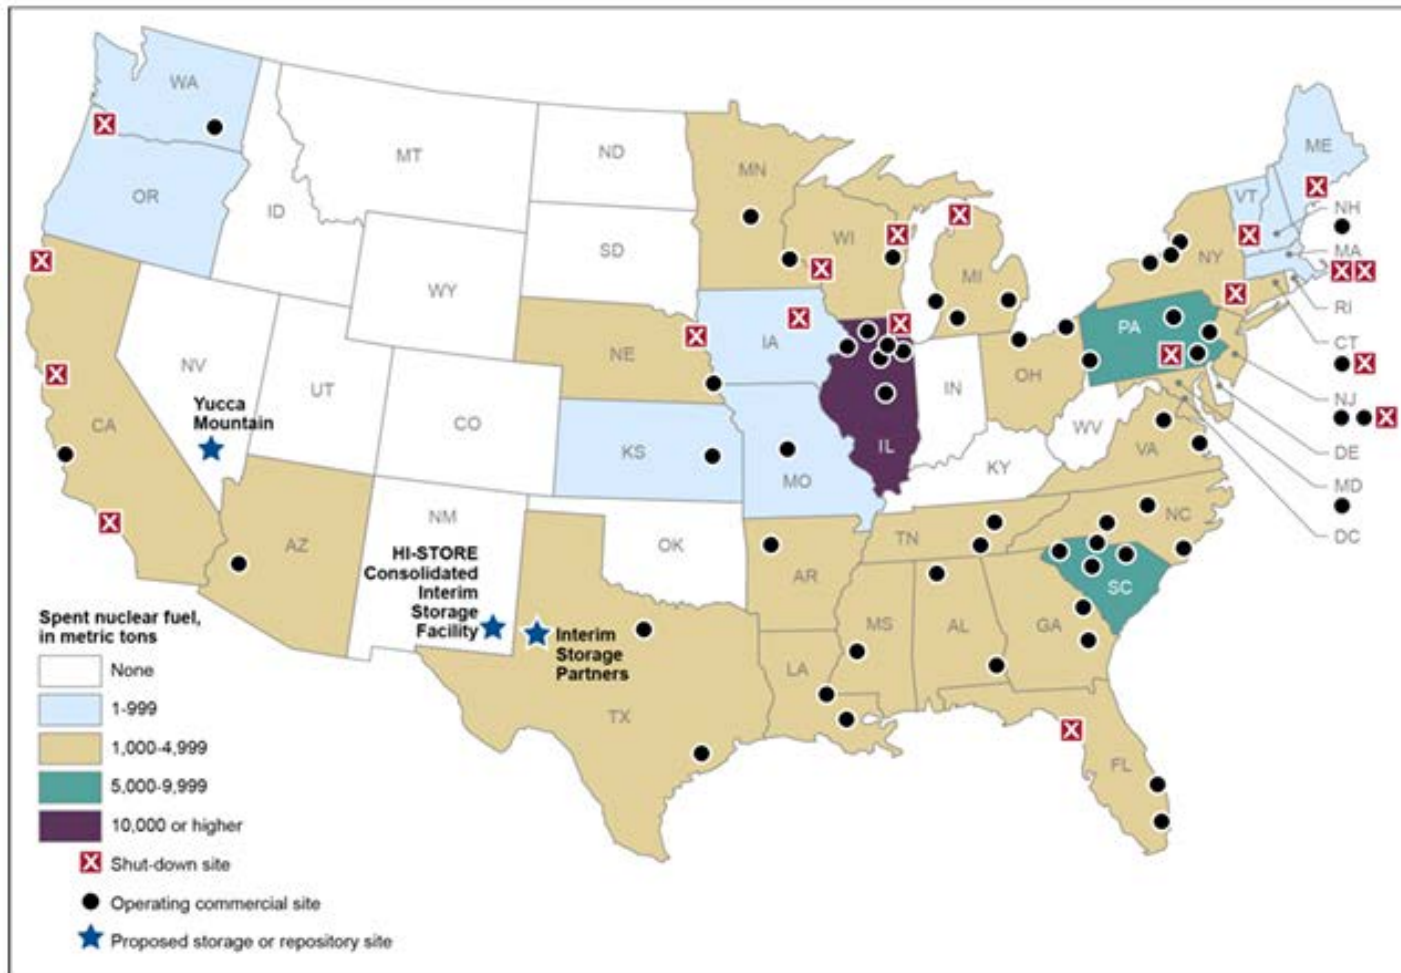 WA
MT
ND
MN
ME
VT
NH
OR
ID
SD
WI
MI
NY
MA
WY
RI
PA
CT
NE
IA
NV
OH
NJ
UT
IN
Yucca
Mountain
CO
IL
WV
CA
KS
MO
KY
VA
DE
MD
NM
NC
DC
AZ
OK
TN
HI-STORE
Consolidated
Interim
Storage
Facility
AR
SC
Interim
Storage
Partners
MS
AL
GA
LA
TX
FL
Spent nuclear fuel,
in metric tons
None
1-999
1,000-4,999
5,000-9,999
10,000 or higher
Shut-down site
Operating commercial site
Proposed storage or repository site